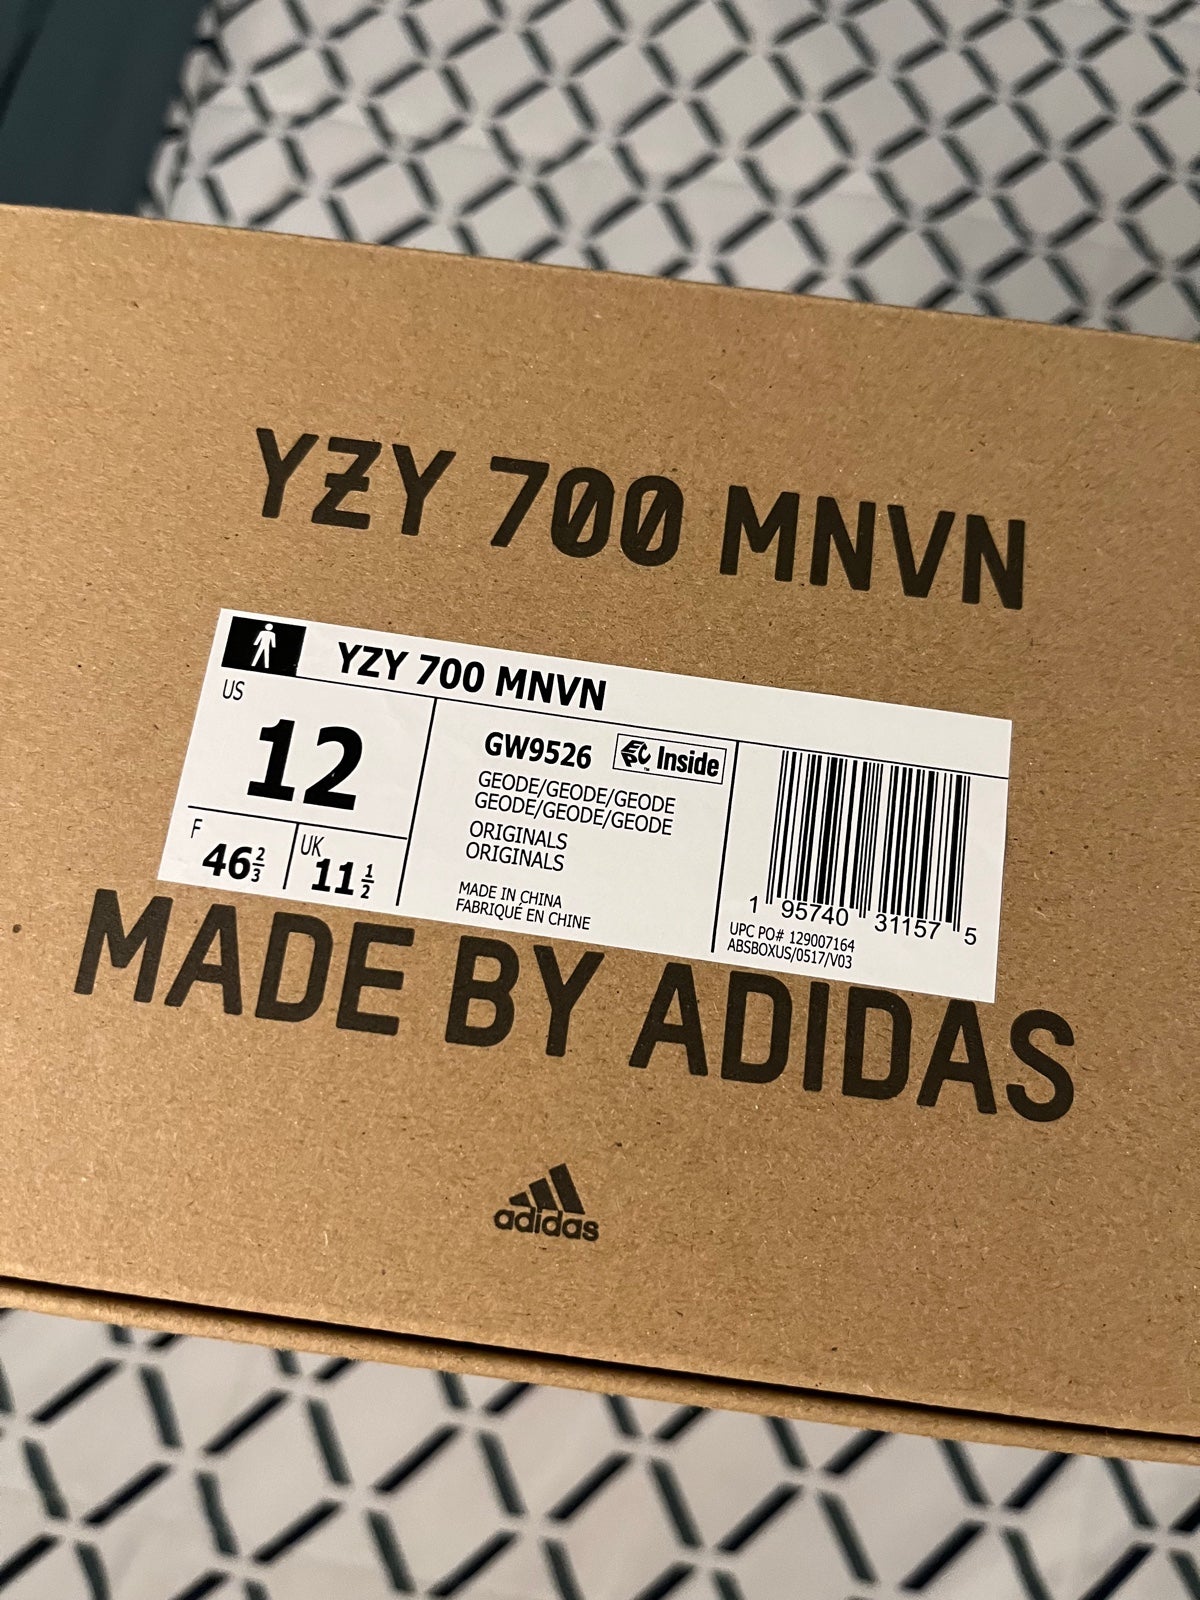 YZY 700 MNVN
YZY 700 MNVN
US
12
F
46 2/3
UK
11 1/2
GW9526
EPC™ Inside
GEODE/GEODE/GEODE
GEODE/GEODE/GEODE
ORIGINALS
ORIGINALS
MADE IN CHINA
FABRIQUÉ EN CHINE
1 95740 31157 5
UPC PO# 129007164
ABSBOXUS/0517/V03
MADE BY ADIDAS
adidas